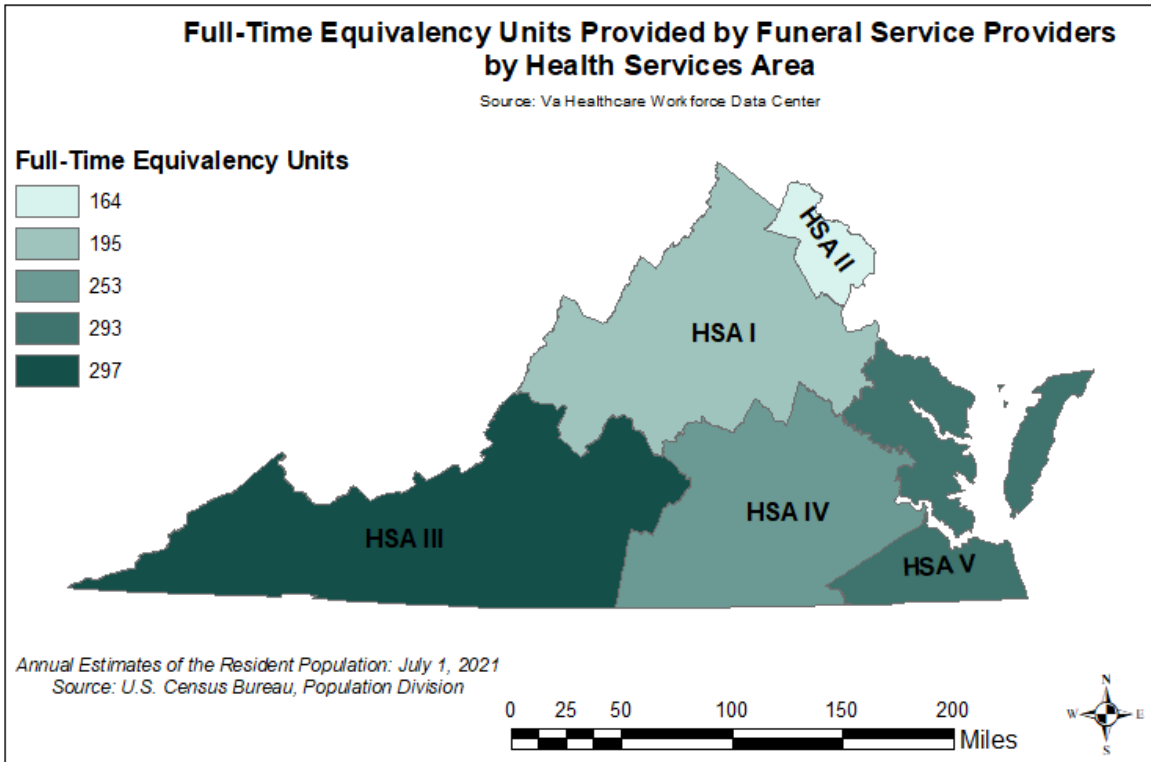 Full-Time Equivalency Units Provided by Funeral Service Providers
by Health Services Area
Source: Va Healthcare Workforce Data Center
Full-Time Equivalency Units
164
195
253
293
297
HSA II
HSA I
HSA III
HSA IV
HSA V
Annual Estimates of the Resident Population: July 1, 2021
Source: U.S. Census Bureau, Population Division
0 25 50 100 150 200
Miles
N
W E
S